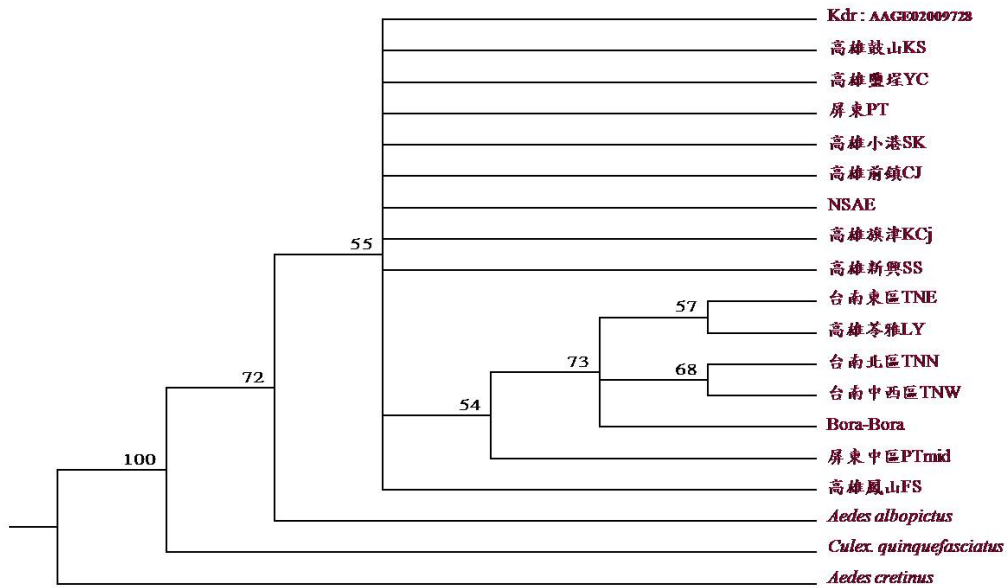 Kdr : AAGE02009728
高雄鼓山KS
高雄鹽埕YC
屏東PT
高雄小港SK
高雄前鎮CJ
NSAE
高雄旗津KCj
55
高雄新興SS
台南東區TNE
57
高雄苓雅LY
台南北區TNN
73
68
72
台南中西區TNW
54
Bora-Bora
屏東中區PTmid
100
高雄鳳山FS
Aedes albopictus
Culex. quinquefasciatus
Aedes cretinus